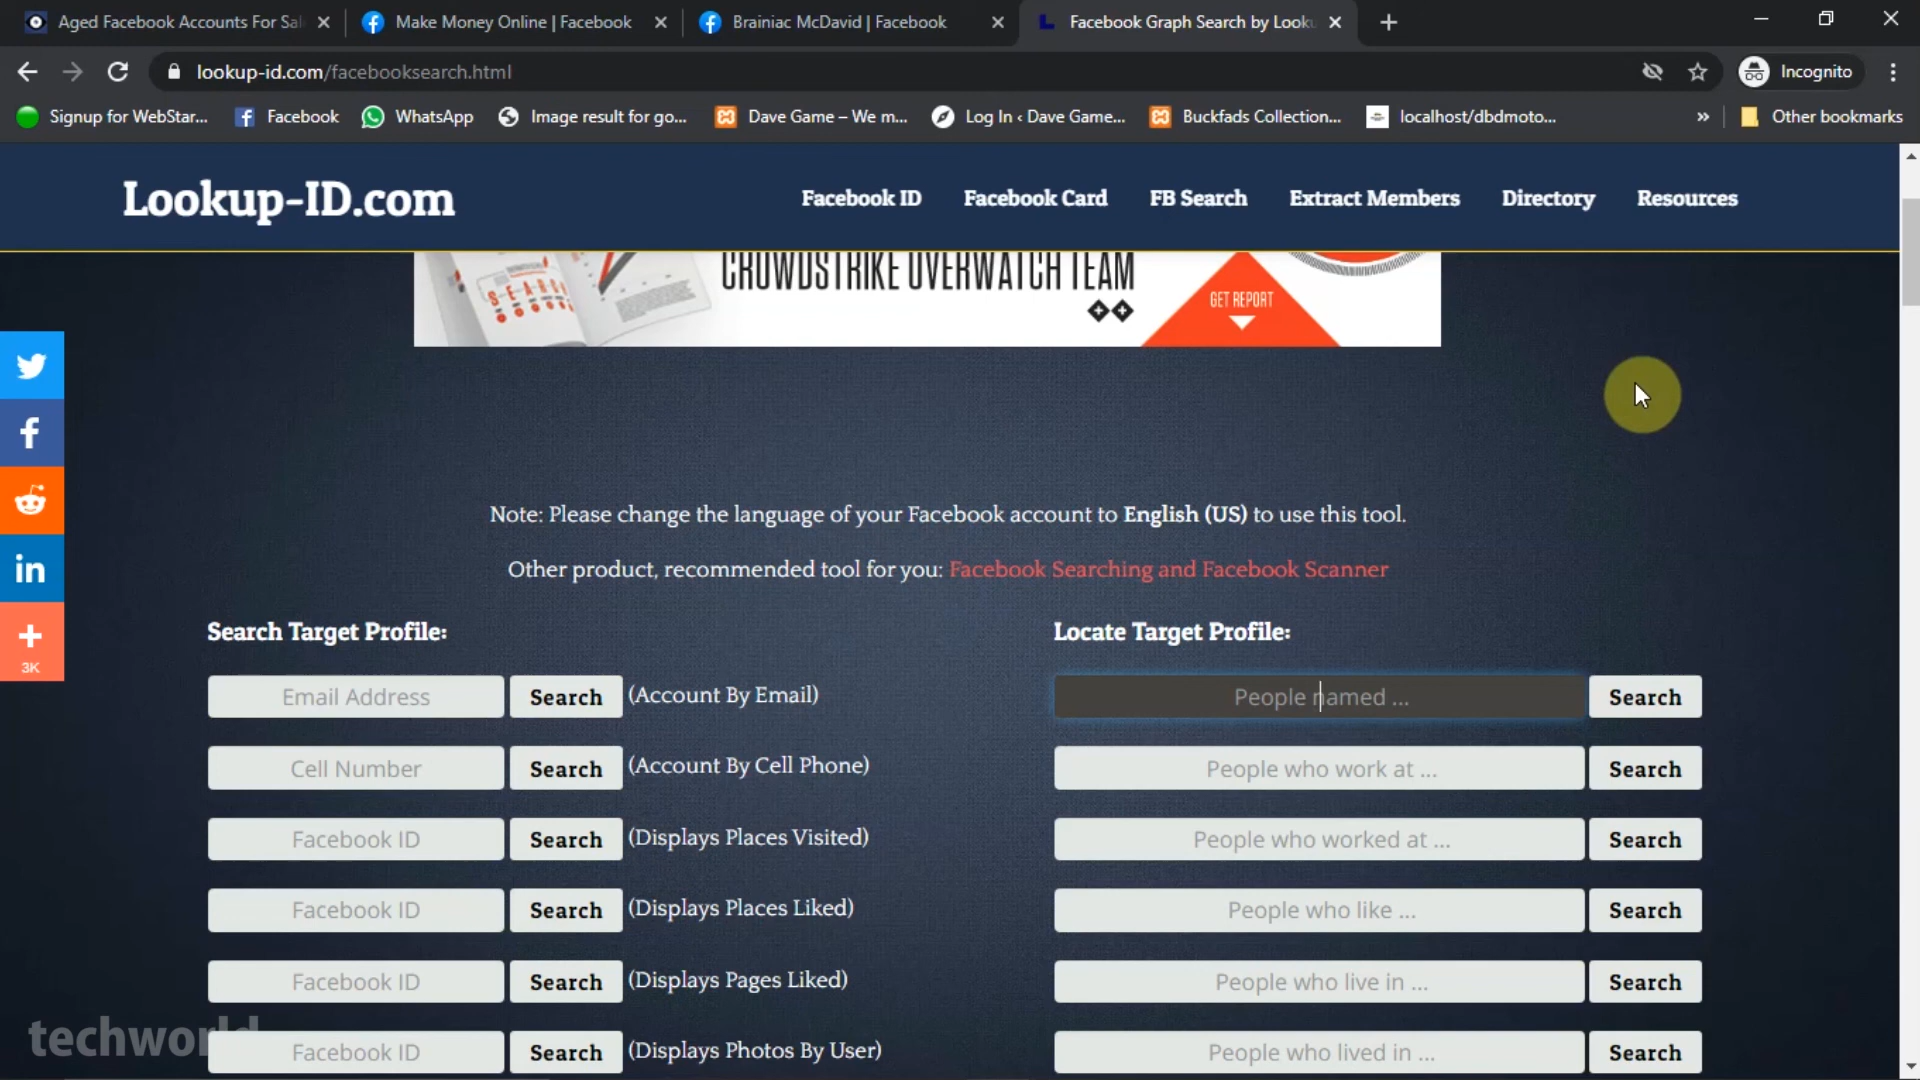 Aged Facebook Accounts For Sal
Make Money Online | Facebook
Brainiac McDavid | Facebook
Facebook Graph Search by Looku
lookup-id.com/facebooksearch.html
Incognito
Signup for WebStar...
Facebook
WhatsApp
Image result for go...
Dave Game – We m...
Log In ‹ Dave Game...
Buckfads Collection...
localhost/dbdmoto...
»
Other bookmarks
Lookup-ID.com
Facebook ID
Facebook Card
FB Search
Extract Members
Directory
Resources
SEARCH
CROWDSTRIKE OVERWATCH TEAM
GET REPORT
3K
Note: Please change the language of your Facebook account to English (US) to use this tool.
Other product, recommended tool for you: Facebook Searching and Facebook Scanner
Search Target Profile:
Locate Target Profile:
Email Address Search (Account By Email)
People named ... Search
Cell Number Search (Account By Cell Phone)
People who work at ... Search
Facebook ID Search (Displays Places Visited)
People who worked at ... Search
Facebook ID Search (Displays Places Liked)
People who like ... Search
Facebook ID Search (Displays Pages Liked)
People who live in ... Search
Facebook ID Search (Displays Photos By User)
People who lived in ... Search
techworld